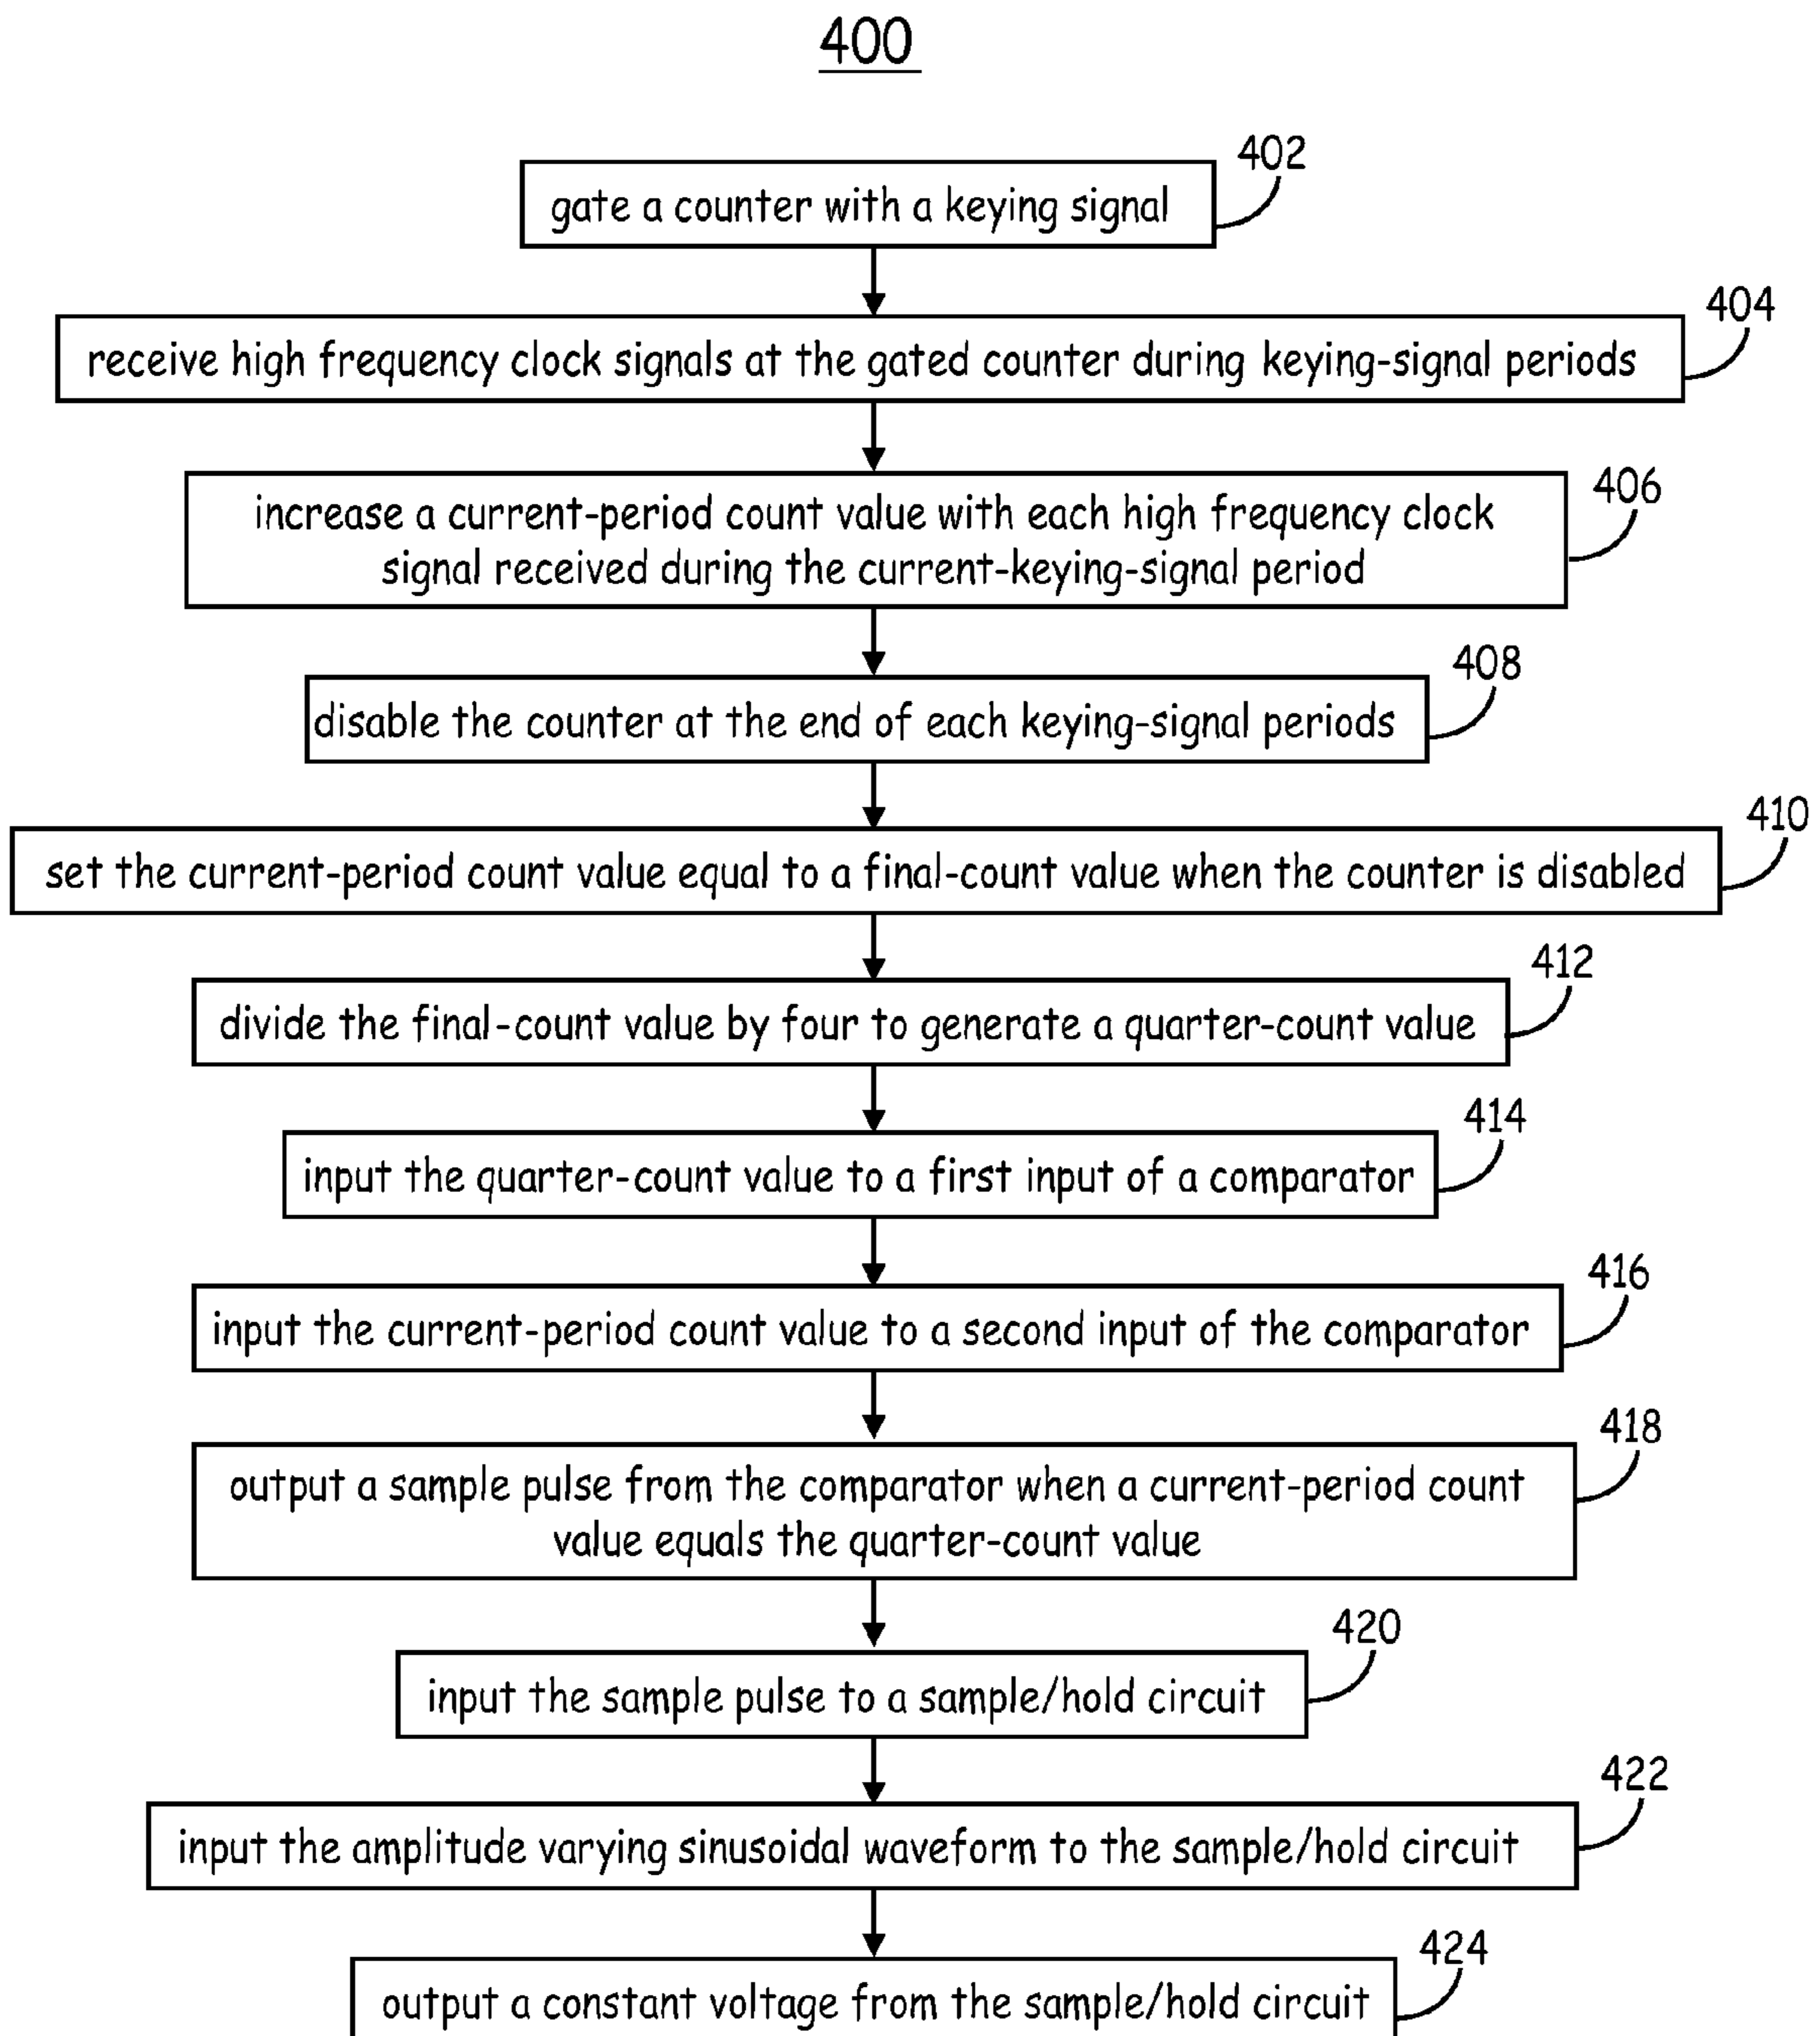 400
402
gate a counter with a keying signal
404
receive high frequency clock signals at the gated counter during keying-signal periods
406
increase a current-period count value with each high frequency clock
signal received during the current-keying-signal period
408
disable the counter at the end of each keying-signal periods
410
set the current-period count value equal to a final-count value when the counter is disabled
412
divide the final-count value by four to generate a quarter-count value
414
input the quarter-count value to a first input of a comparator
416
input the current-period count value to a second input of the comparator
418
output a sample pulse from the comparator when a current-period count
value equals the quarter-count value
420
input the sample pulse to a sample/hold circuit
422
input the amplitude varying sinusoidal waveform to the sample/hold circuit
424
output a constant voltage from the sample/hold circuit